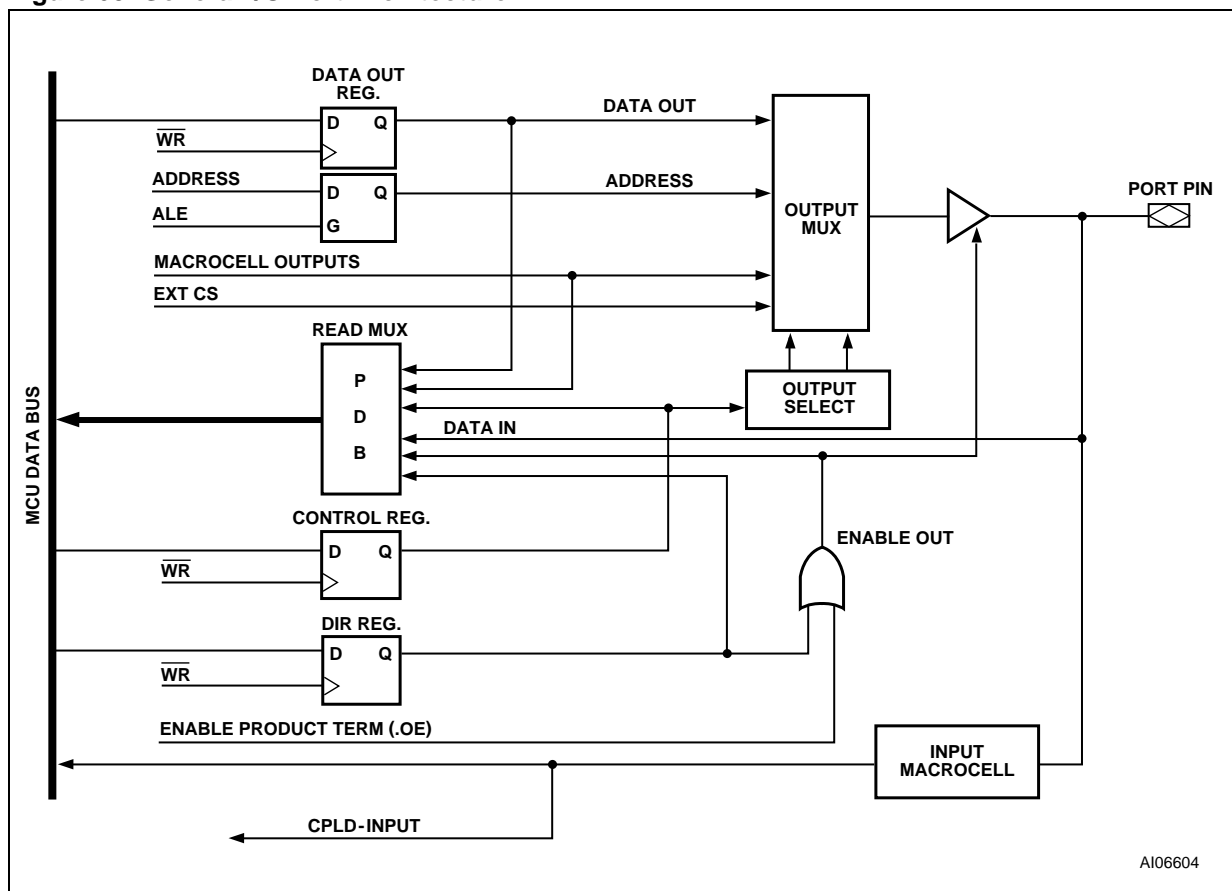 DATA OUT
REG.
D Q
DATA OUT
WR
ADDRESS
D Q
ADDRESS
ALE
G
OUTPUT
MUX
PORT PIN
MACROCELL OUTPUTS
EXT CS
READ MUX
P
D
B
OUTPUT
SELECT
DATA IN
MCU DATA BUS
CONTROL REG.
D Q
ENABLE OUT
WR
DIR REG.
D Q
WR
ENABLE PRODUCT TERM (.OE)
INPUT
MACROCELL
CPLD-INPUT
AI06604